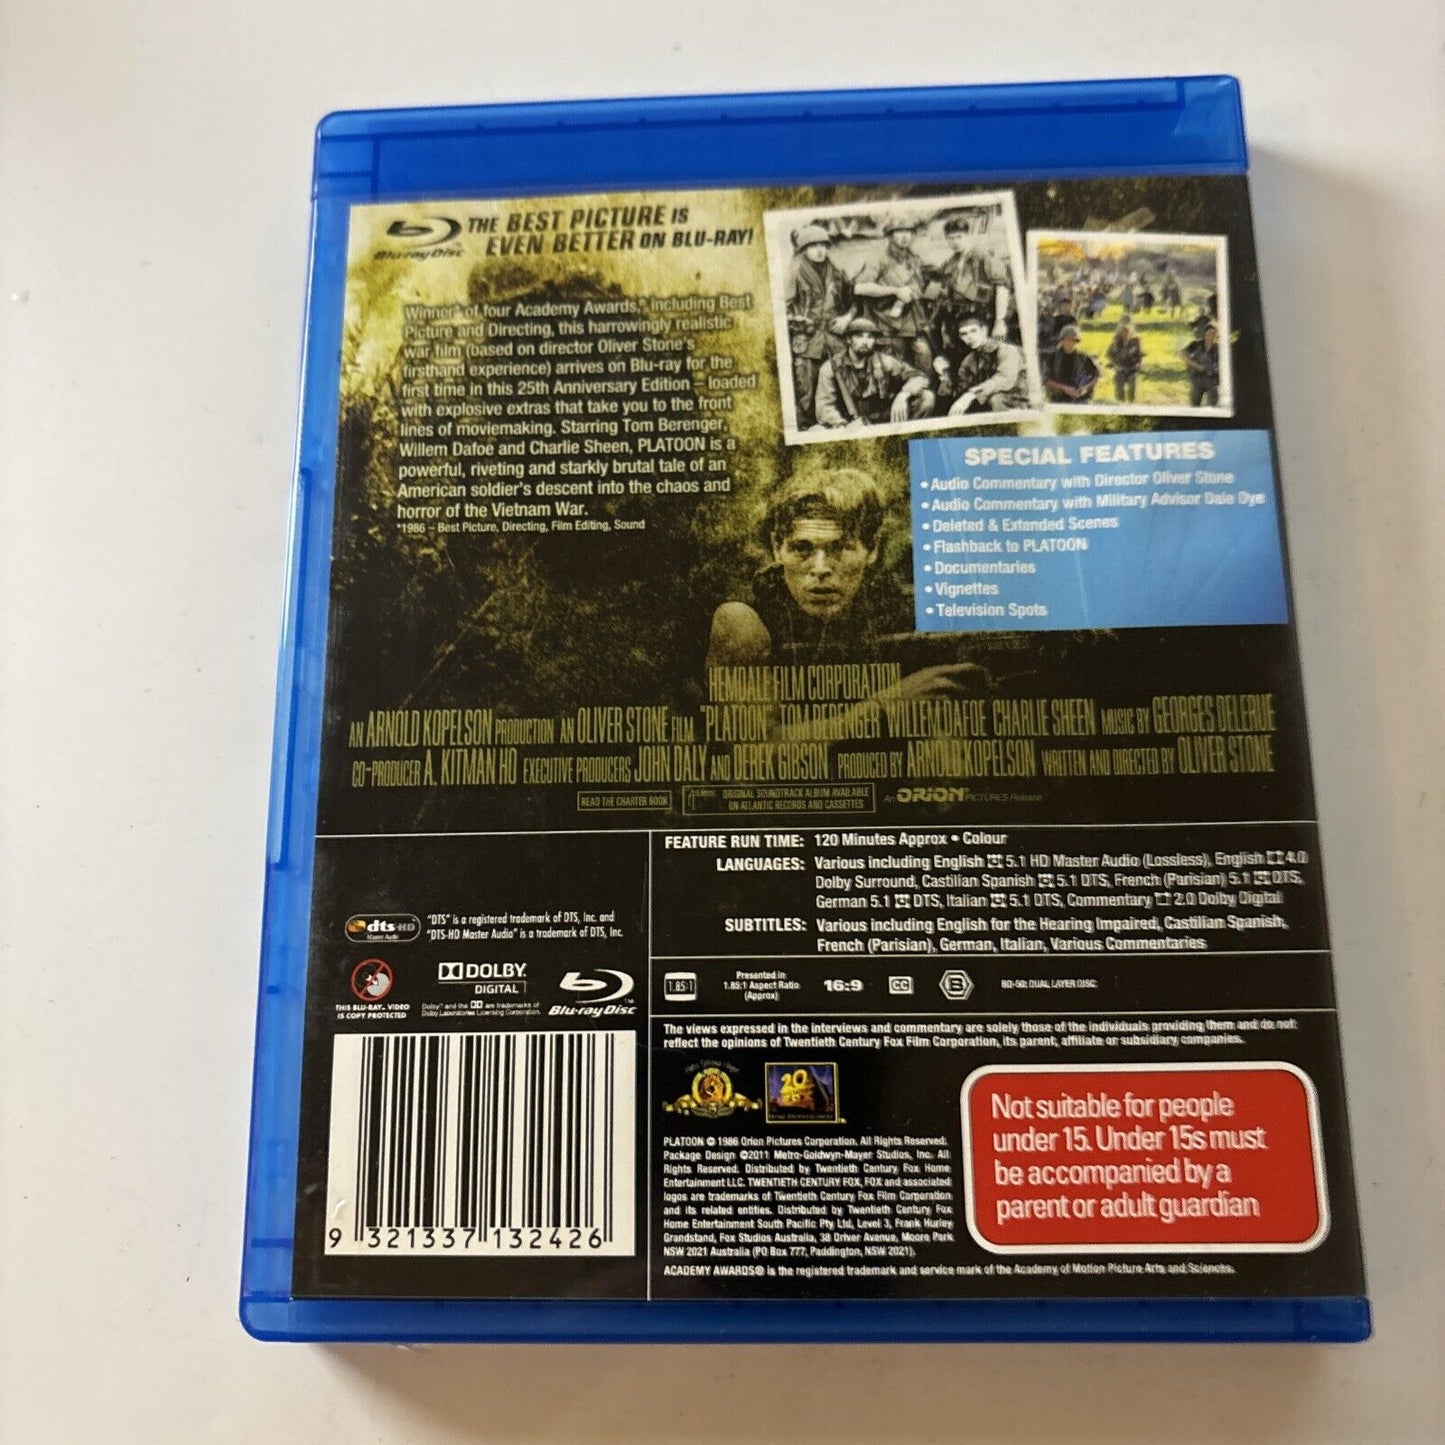 Blu-ray Disc
THE BEST PICTURE IS
EVEN BETTER ON BLU-RAY!
Winner* of four Academy Awards,® including Best
Picture and Directing, this harrowingly realistic
war film (based on director Oliver Stone's
firsthand experience) arrives on Blu-ray for the
first time in this 25th Anniversary Edition – loaded
with explosive extras that take you to the front
lines of moviemaking. Starring Tom Berenger,
Willem Dafoe and Charlie Sheen, PLATOON is a
powerful, riveting and starkly brutal tale of an
American soldier's descent into the chaos and
horror of the Vietnam War.
*1986 – Best Picture, Directing, Film Editing, Sound
SPECIAL FEATURES
• Audio Commentary with Director Oliver Stone
• Audio Commentary with Military Advisor Dale Dye
• Deleted & Extended Scenes
• Flashback to PLATOON
• Documentaries
• Vignettes
• Television Spots
HEMDALE FILM CORPORATION
AN ARNOLD KOPELSON PRODUCTION AN OLIVER STONE FILM "PLATOON" TOM BERENGER WILLEM DAFOE CHARLIE SHEEN MUSIC BY GEORGES DELERUE
CO-PRODUCER A. KITMAN HO EXECUTIVE PRODUCERS JOHN DALY AND DEREK GIBSON PRODUCED BY ARNOLD KOPELSON WRITTEN AND DIRECTED BY OLIVER STONE
READ THE CHARTER BOOK
ORIGINAL SOUNDTRACK ALBUM AVAILABLE
ON ATLANTIC RECORDS AND CASSETTES
An ORION PICTURES Release
FEATURE RUN TIME: 120 Minutes Approx • Colour
LANGUAGES: Various including English 5.1 HD Master Audio (Lossless), English 4.0
Dolby Surround, Castilian Spanish 5.1 DTS, French (Parisian) 5.1 DTS,
German 5.1 DTS, Italian 5.1 DTS, Commentary 2.0 Dolby Digital
SUBTITLES: Various including English for the Hearing Impaired, Castilian Spanish,
French (Parisian), German, Italian, Various Commentaries
dts-HD
Master Audio
"DTS" is a registered trademark of DTS, Inc. and
"DTS-HD Master Audio" is a trademark of DTS, Inc.
THIS BLU-RAY™ VIDEO
IS COPY PROTECTED
DOLBY
DIGITAL
Dolby and the DD are trademarks of
Dolby Laboratories Licensing Corporation.
Blu-ray Disc™
1.85:1
Presented in
1.85:1 Aspect Ratio
(Approx)
16:9
CC
B
BD-50: DUAL LAYER DISC
The views expressed in the interviews and commentary are solely those of the individuals providing them and do not
reflect the opinions of Twentieth Century Fox Film Corporation, its parent, affiliate or subsidiary companies.
20
HOME ENTERTAINMENT
PLATOON © 1986 Orion Pictures Corporation. All Rights Reserved.
Package Design ©2011 Metro-Goldwyn-Mayer Studios, Inc. All
Rights Reserved. Distributed by Twentieth Century Fox Home
Entertainment LLC. TWENTIETH CENTURY FOX, FOX and associated
logos are trademarks of Twentieth Century Fox Film Corporation
and its related entities. Distributed by Twentieth Century Fox
Home Entertainment South Pacific Pty Ltd, Level 3, Frank Hurley
Grandstand, Fox Studios Australia, 38 Driver Avenue, Moore Park
NSW 2021 Australia (PO Box 777, Paddington, NSW 2021).
ACADEMY AWARDS® is the registered trademark and service mark of the Academy of Motion Picture Arts and Sciences.
Not suitable for people
under 15. Under 15s must
be accompanied by a
parent or adult guardian
9 321337 132426